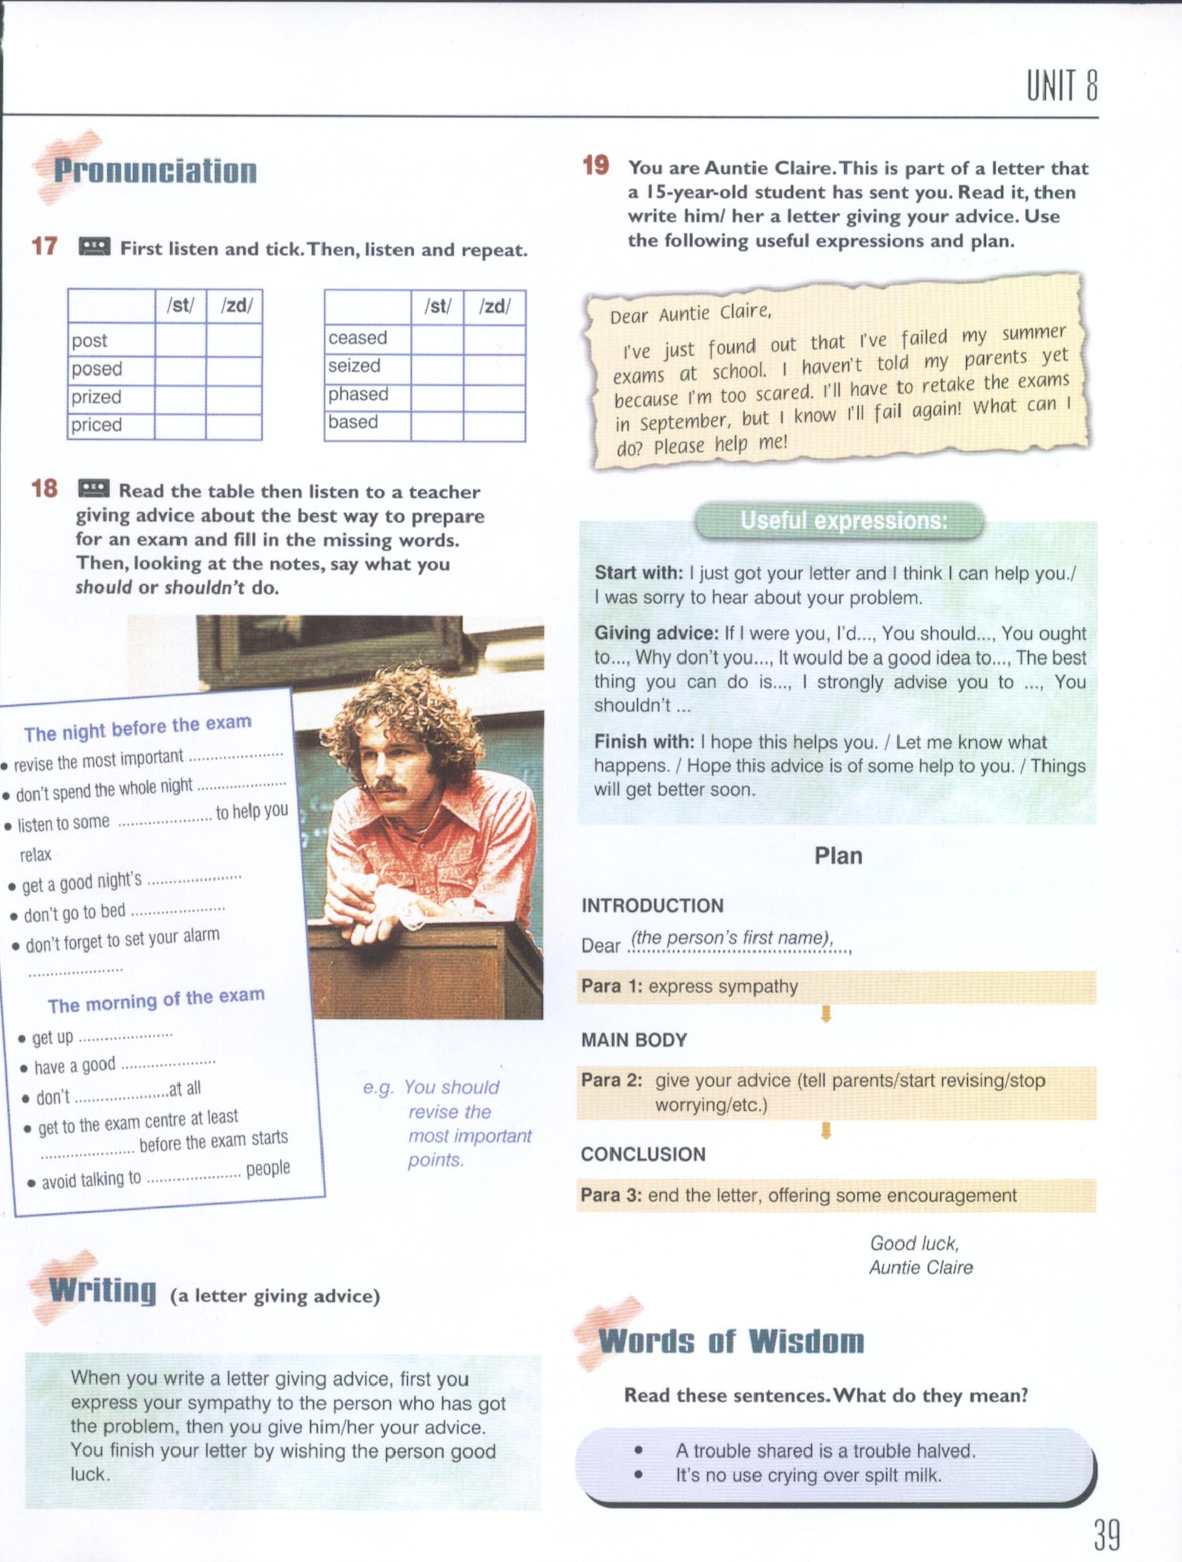 UNIT 8
Pronunciation
17 First listen and tick. Then, listen and repeat.
/st/ /zd/
post
posed
prized
priced
/st/ /zd/
ceased
seized
phased
based
18 Read the table then listen to a teacher
giving advice about the best way to prepare
for an exam and fill in the missing words.
Then, looking at the notes, say what you
should or shouldn't do.
The night before the exam
• revise the most important ......................
• don't spend the whole night .....................
• listen to some ...................... to help you
relax
• get a good night's ......................
• don't go to bed ......................
• don't forget to set your alarm
......................
The morning of the exam
• get up ......................
• have a good ......................
• don't ......................at all
• get to the exam centre at least
...................... before the exam starts
• avoid talking to ...................... people
e.g. You should
revise the
most important
points.
Writing (a letter giving advice)
When you write a letter giving advice, first you
express your sympathy to the person who has got
the problem, then you give him/her your advice.
You finish your letter by wishing the person good
luck.
19 You are Auntie Claire. This is part of a letter that
a 15-year-old student has sent you. Read it, then
write him/ her a letter giving your advice. Use
the following useful expressions and plan.
Dear Auntie Claire,
I've just found out that I've failed my summer
exams at school. I haven't told my parents yet
because I'm too scared. I'll have to retake the exams
in September, but I know I'll fail again! What can I
do? Please help me!
Useful expressions:
Start with: I just got your letter and I think I can help you./
I was sorry to hear about your problem.
Giving advice: If I were you, I'd..., You should..., You ought
to..., Why don't you..., It would be a good idea to..., The best
thing you can do is..., I strongly advise you to ..., You
shouldn't ...
Finish with: I hope this helps you. / Let me know what
happens. / Hope this advice is of some help to you. / Things
will get better soon.
Plan
INTRODUCTION
Dear (the person's first name),
Para 1: express sympathy
MAIN BODY
Para 2: give your advice (tell parents/start revising/stop
worrying/etc.)
CONCLUSION
Para 3: end the letter, offering some encouragement
Good luck,
Auntie Claire
Words of Wisdom
Read these sentences. What do they mean?
• A trouble shared is a trouble halved.
• It's no use crying over spilt milk.
39